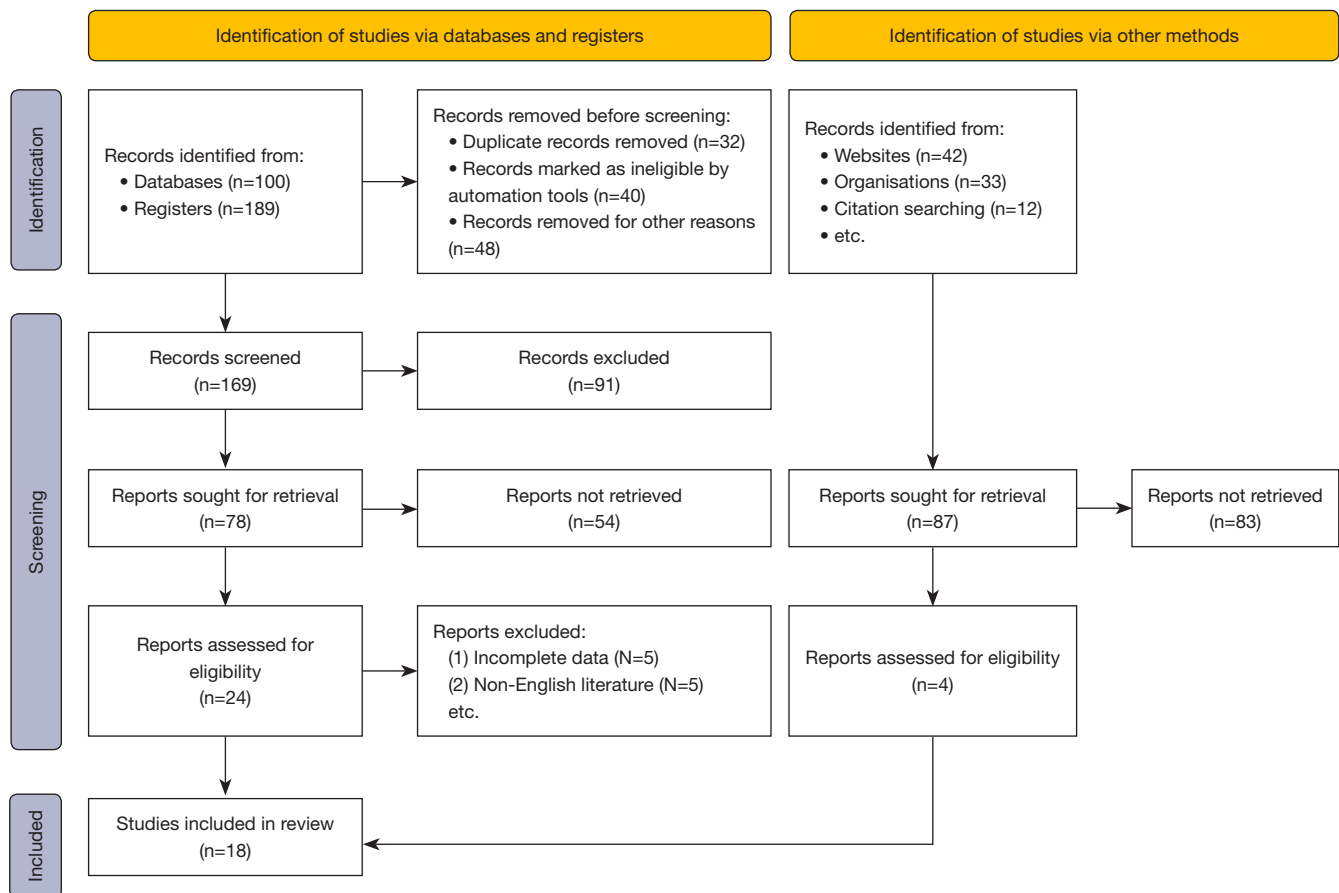 Identification of studies via databases and registers
Identification of studies via other methods
Identification
Records identified from:
• Databases (n=100)
• Registers (n=189)
Records removed before screening:
• Duplicate records removed (n=32)
• Records marked as ineligible by
automation tools (n=40)
• Records removed for other reasons
(n=48)
Records identified from:
• Websites (n=42)
• Organisations (n=33)
• Citation searching (n=12)
• etc.
Screening
Records screened
(n=169)
Records excluded
(n=91)
Reports sought for retrieval
(n=78)
Reports not retrieved
(n=54)
Reports sought for retrieval
(n=87)
Reports not retrieved
(n=83)
Reports assessed for
eligibility
(n=24)
Reports excluded:
(1) Incomplete data (N=5)
(2) Non-English literature (N=5)
etc.
Reports assessed for eligibility
(n=4)
Included
Studies included in review
(n=18)